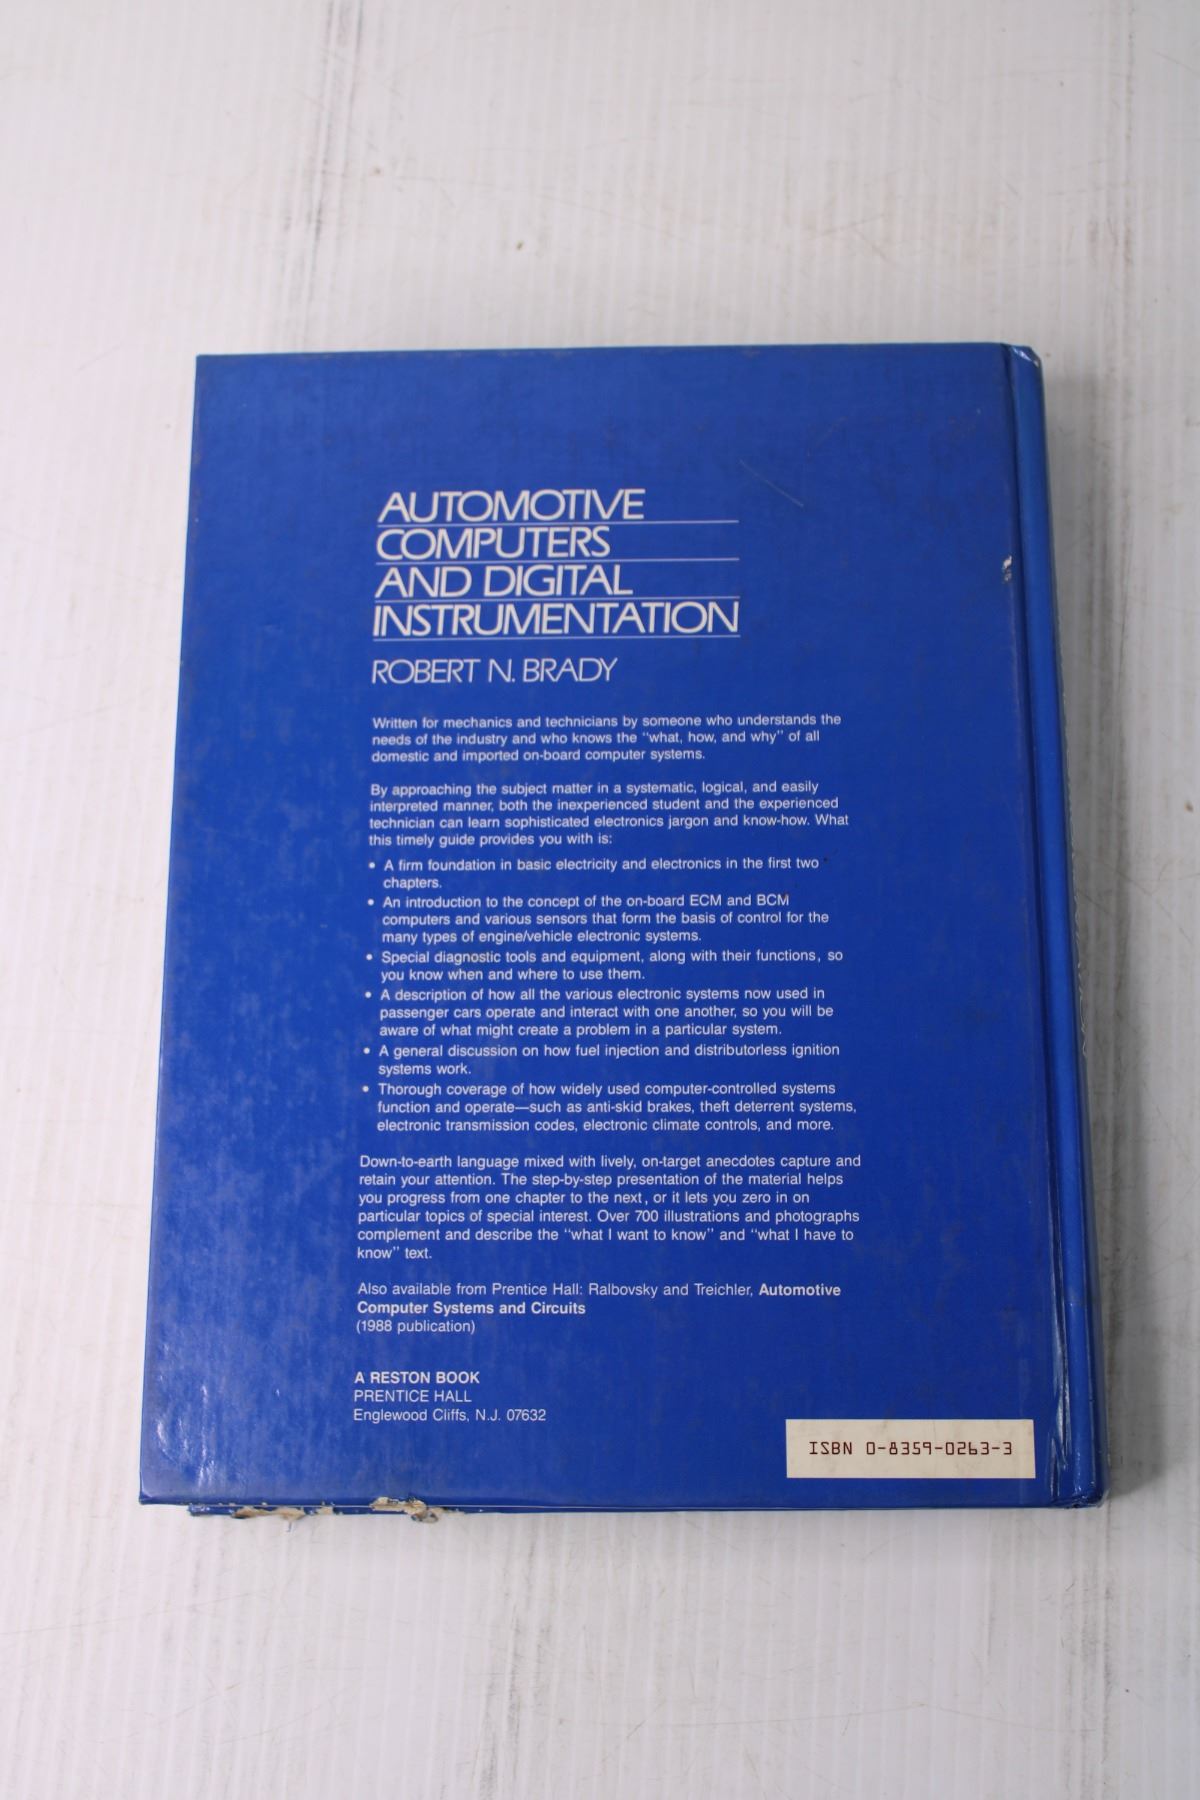 AUTOMOTIVE
COMPUTERS
AND DIGITAL
INSTRUMENTATION
ROBERT N. BRADY
Written for mechanics and technicians by someone who understands the
needs of the industry and who knows the "what, how, and why" of all
domestic and imported on-board computer systems.
By approaching the subject matter in a systematic, logical, and easily
interpreted manner, both the inexperienced student and the experienced
technician can learn sophisticated electronics jargon and know-how. What
this timely guide provides you with is:
• A firm foundation in basic electricity and electronics in the first two
chapters.
• An introduction to the concept of the on-board ECM and BCM
computers and various sensors that form the basis of control for the
many types of engine/vehicle electronic systems.
• Special diagnostic tools and equipment, along with their functions, so
you know when and where to use them.
• A description of how all the various electronic systems now used in
passenger cars operate and interact with one another, so you will be
aware of what might create a problem in a particular system.
• A general discussion on how fuel injection and distributorless ignition
systems work.
• Thorough coverage of how widely used computer-controlled systems
function and operate—such as anti-skid brakes, theft deterrent systems,
electronic transmission codes, electronic climate controls, and more.
Down-to-earth language mixed with lively, on-target anecdotes capture and
retain your attention. The step-by-step presentation of the material helps
you progress from one chapter to the next, or it lets you zero in on
particular topics of special interest. Over 700 illustrations and photographs
complement and describe the "what I want to know" and "what I have to
know" text.
Also available from Prentice Hall: Ralbovsky and Treichler, Automotive
Computer Systems and Circuits
(1988 publication)
A RESTON BOOK
PRENTICE HALL
Englewood Cliffs, N.J. 07632
ISBN 0-8359-0263-3